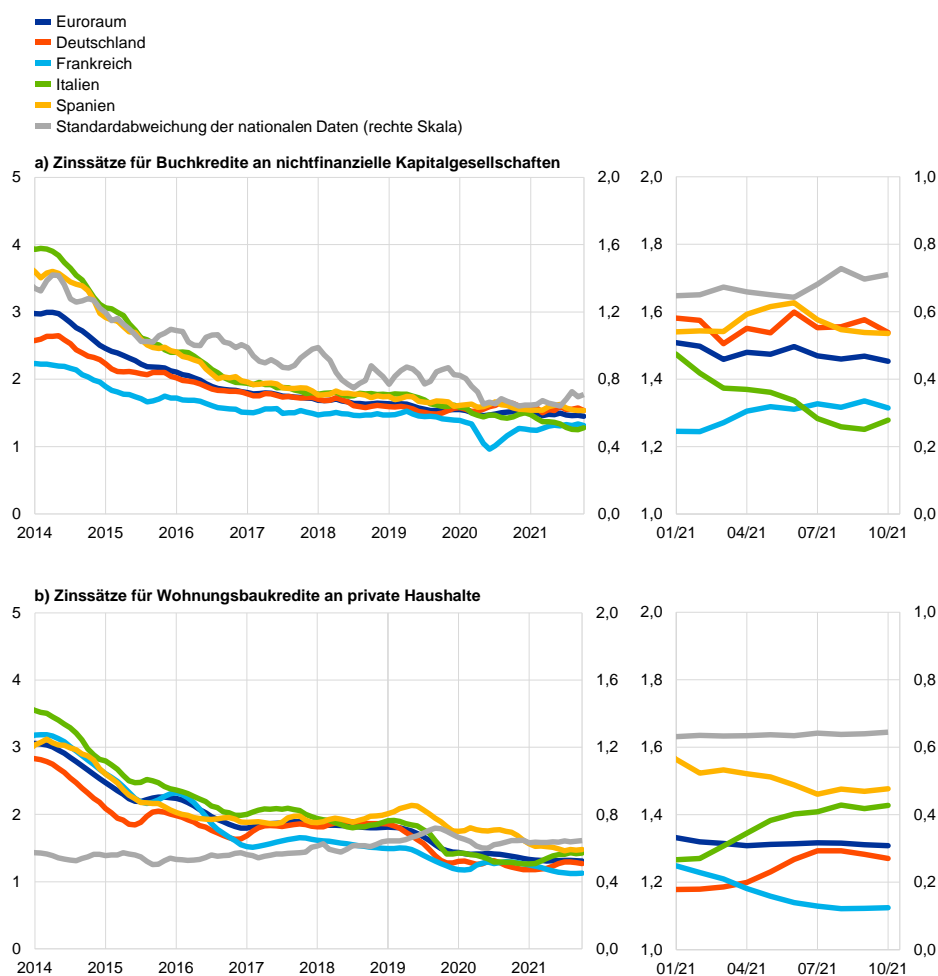 Euroraum
Deutschland
Frankreich
Italien
Spanien
Standardabweichung der nationalen Daten (rechte Skala)
a) Zinssätze für Buchkredite an nichtfinanzielle Kapitalgesellschaften
5 2,0 2,0 1,0
4 1,6 1,8 0,8
3 1,2 1,6 0,6
2 0,8 1,4 0,4
1 0,4 1,2 0,2
0 0,0 1,0 0,0
2014 2015 2016 2017 2018 2019 2020 2021 01/21 04/21 07/21 10/21
b) Zinssätze für Wohnungsbaukredite an private Haushalte
5 2,0 2,0 1,0
4 1,6 1,8 0,8
3 1,2 1,6 0,6
2 0,8 1,4 0,4
1 0,4 1,2 0,2
0 0,0 1,0 0,0
2014 2015 2016 2017 2018 2019 2020 2021 01/21 04/21 07/21 10/21